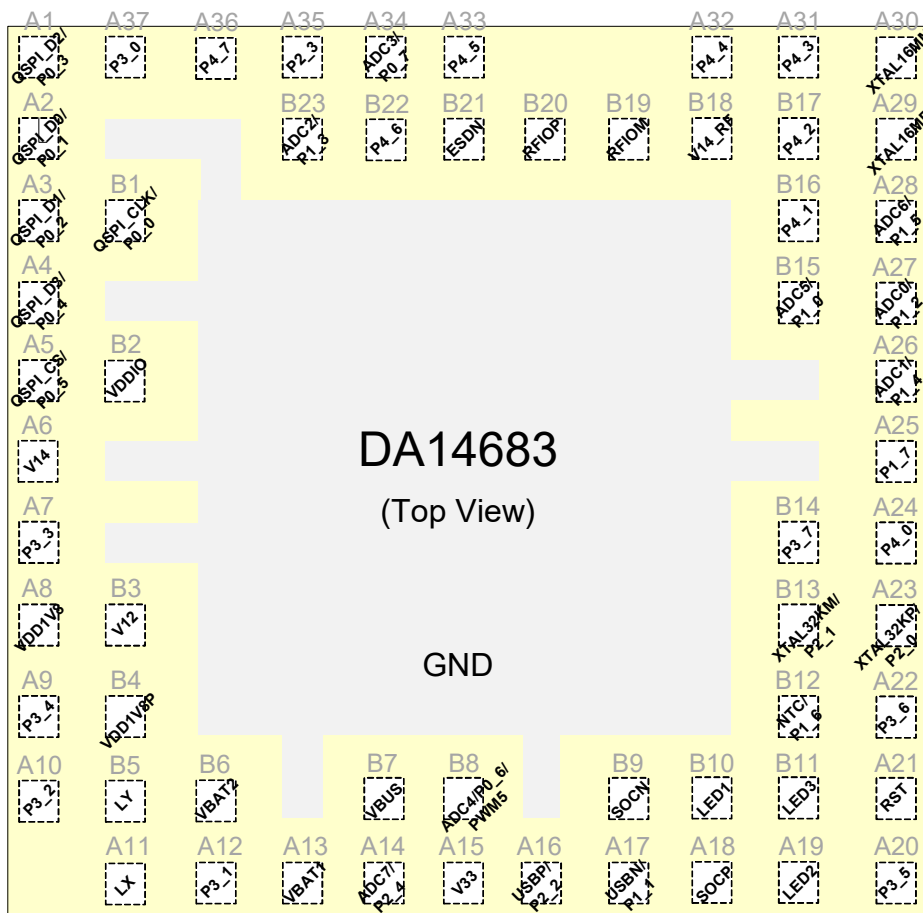 A1 A37 A36 A35 A34 A33 A32 A31 A30
QSPI_D2/
P0_3
P3_0
P4_7
P2_3
ADC3/
P0_7
P4_5
P4_4
P4_3
A2 B23 B22 B21 B20 B19 B18 B17 A29
QSPI_D0/
P0_1
ADC2/
P1_3
P4_6
ESDN
RFIOP
RFIOM
V14_RF
P4_2
A3 B1 B16 A28
QSPI_D1/
P0_2
QSPI_CLK/
P0_0
P4_1
ADC6/
P1_5
A4 B15 A27
QSPI_D3/
P0_4
ADC5/
P1_0
ADC0/
P1_2
A5 B2 A26
QSPI_CS/
P0_5
VDDIO
ADC1/
P1_4
A6 A25
V14
P1_7
DA14683
(Top View)
A7 B14 A24
P3_3
P3_7
P4_0
A8 B3 B13 A23
VDD1V8
V12
XTAL32KM/
P2_1
XTAL32KP/
P2_0
GND
A9 B4 B12 A22
P3_4
VDD1V8P
NTC/
P1_6
P3_6
A10 B5 B6 B7 B8 B9 B10 B11 A21
P3_2
LY
VBAT2
VBUS
ADC4/P0_6/
PWM5
SOCN
LED1
LED3
RST
A11 A12 A13 A14 A15 A16 A17 A18 A19 A20
LX
P3_1
VBAT1
ADC7/
P2_4
V33
USBP/
P2_2
USBN/
P1_1
SOCP
LED2
P3_5